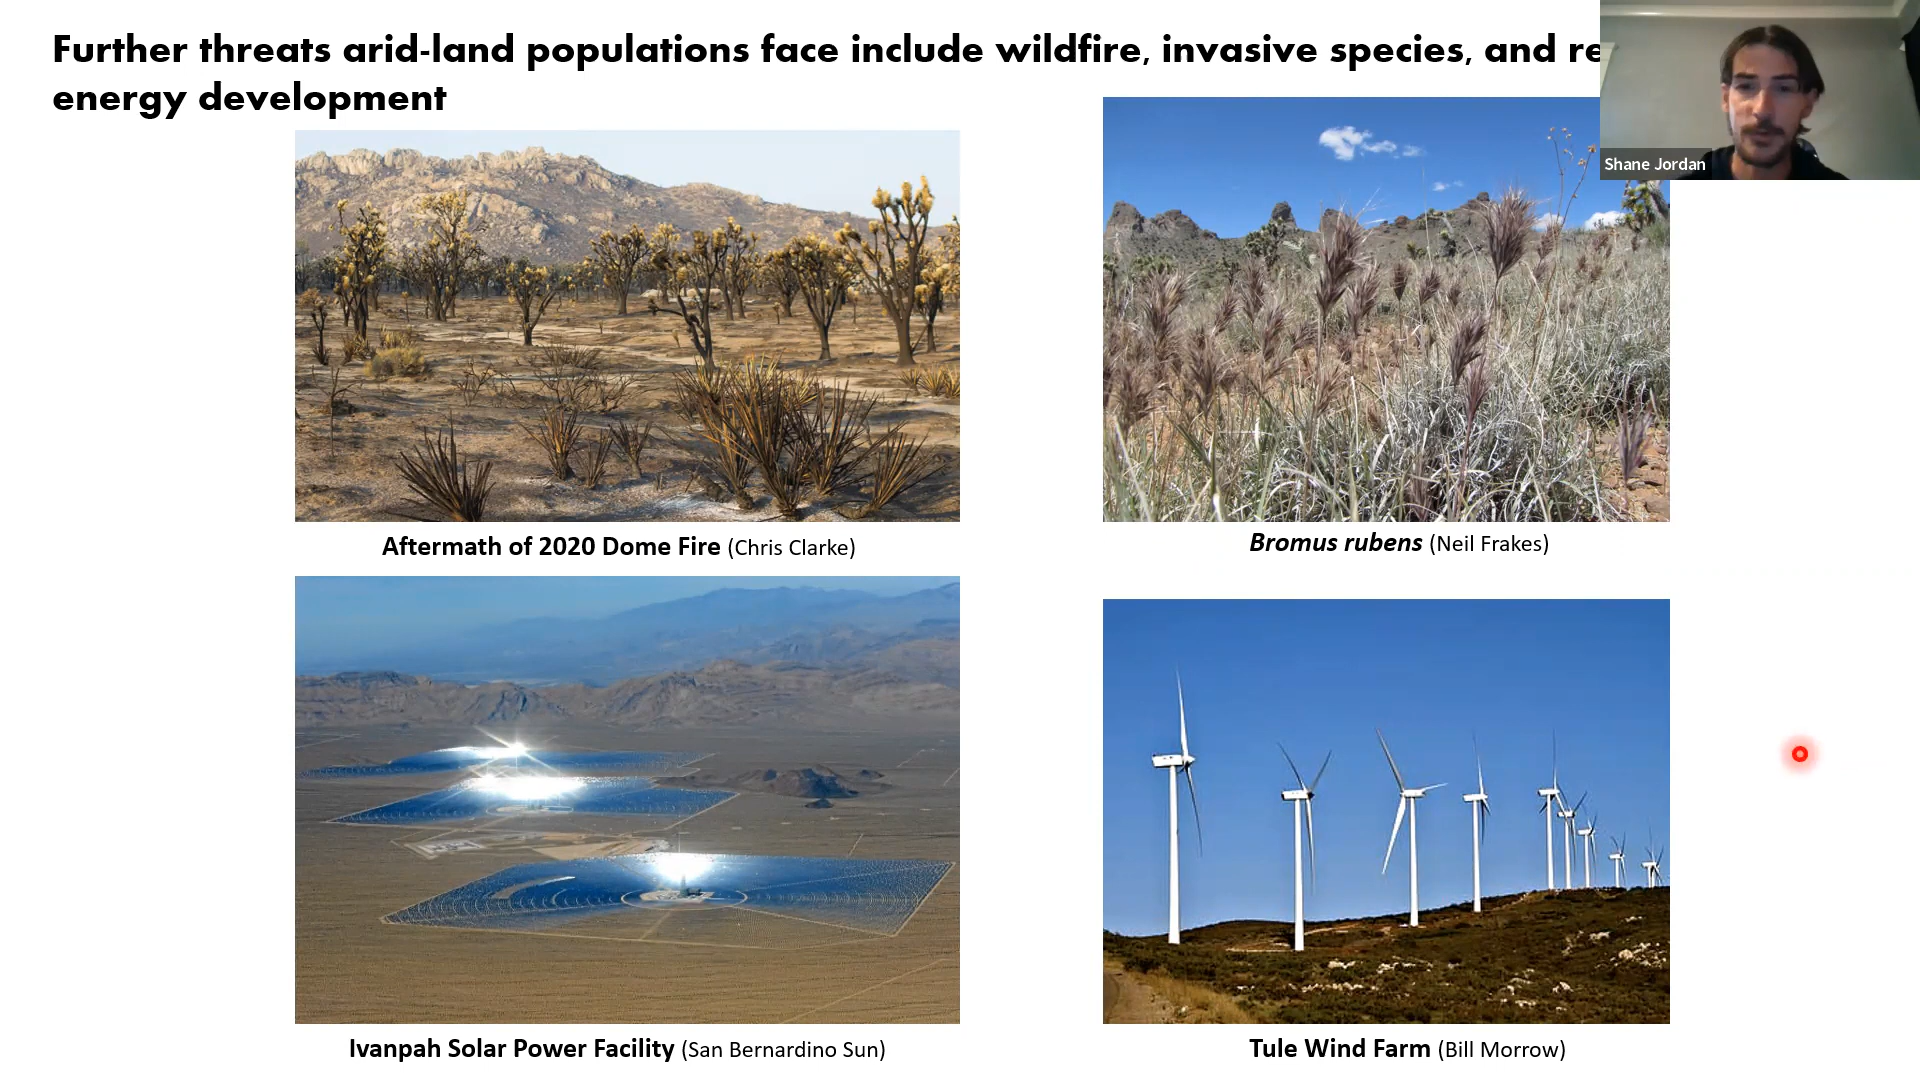 Further threats arid-land populations face include wildfire, invasive species, and
energy development
Shane Jordan
Aftermath of 2020 Dome Fire (Chris Clarke)
Bromus rubens (Neil Frakes)
Ivanpah Solar Power Facility (San Bernardino Sun)
Tule Wind Farm (Bill Morrow)